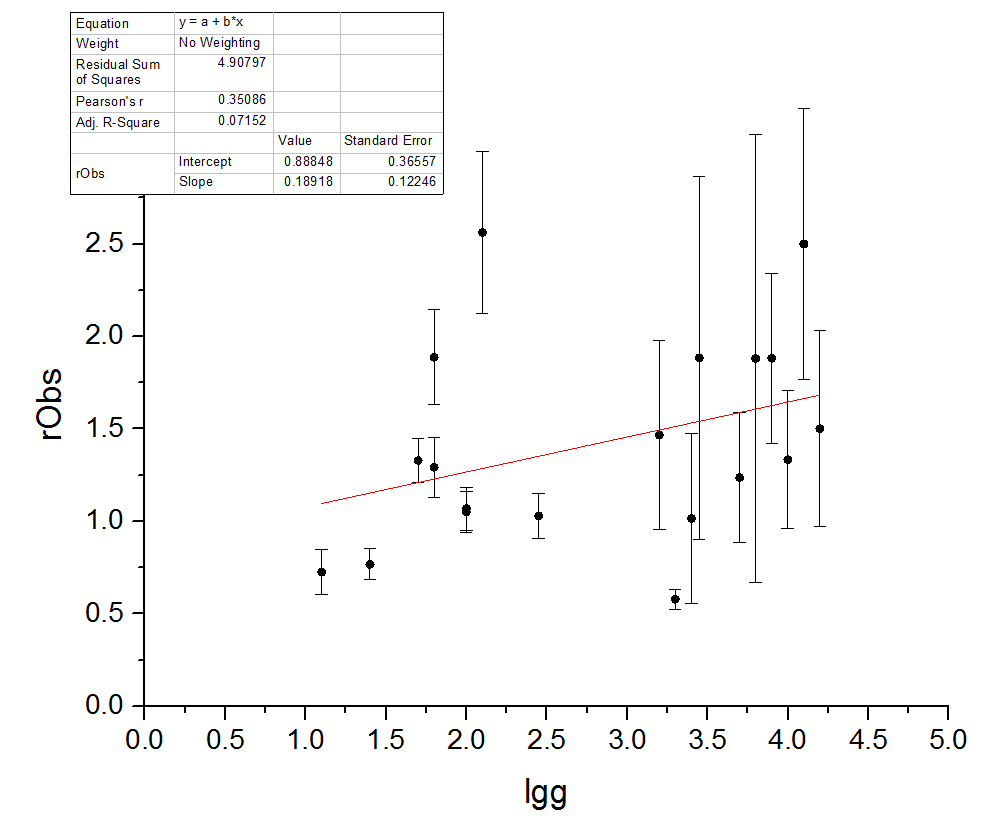 Equation y = a + b*x
Weight No Weighting
Residual Sum of Squares 4.90797
Pearson's r 0.35086
Adj. R-Square 0.07152
Value Standard Error
rObs Intercept 0.88848 0.36557
Slope 0.18918 0.12246
2.5
2.0
1.5
1.0
0.5
0.0
rObs
0.0 0.5 1.0 1.5 2.0 2.5 3.0 3.5 4.0 4.5 5.0
lgg